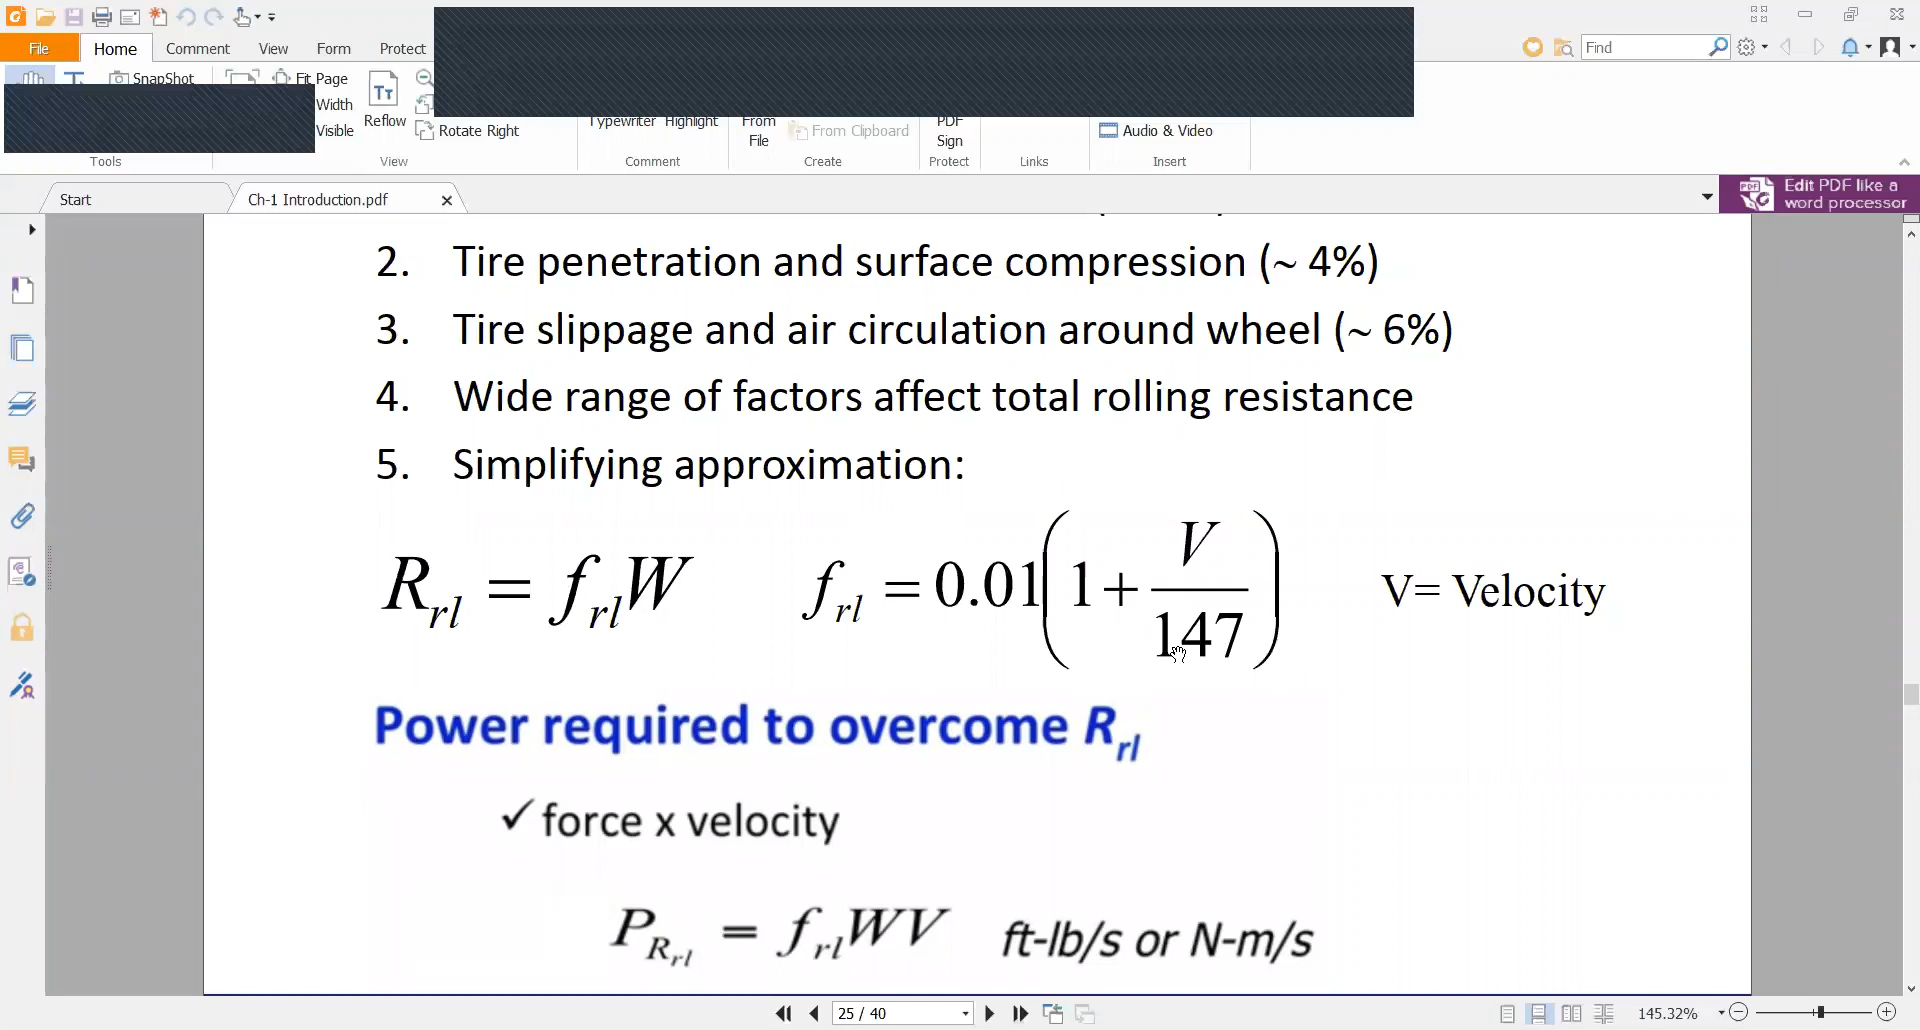 File Home Comment View Form Protect Find
SnapShot Fit Page
Width
Visible Reflow Rotate Right Typewriter Highlight From File From Clipboard PDF Sign Audio & Video
Tools View Comment Create Protect Links Insert
Start Ch-1 Introduction.pdf Edit PDF like a
word processor
2. Tire penetration and surface compression (~ 4%)
3. Tire slippage and air circulation around wheel (~ 6%)
4. Wide range of factors affect total rolling resistance
5. Simplifying approximation:
R_rl = f_rl W f_rl = 0.01(1 + V/147) V= Velocity
Power required to overcome R_rl
✓ force x velocity
P_R_rl = f_rl WV ft-lb/s or N-m/s
25 / 40 145.32%